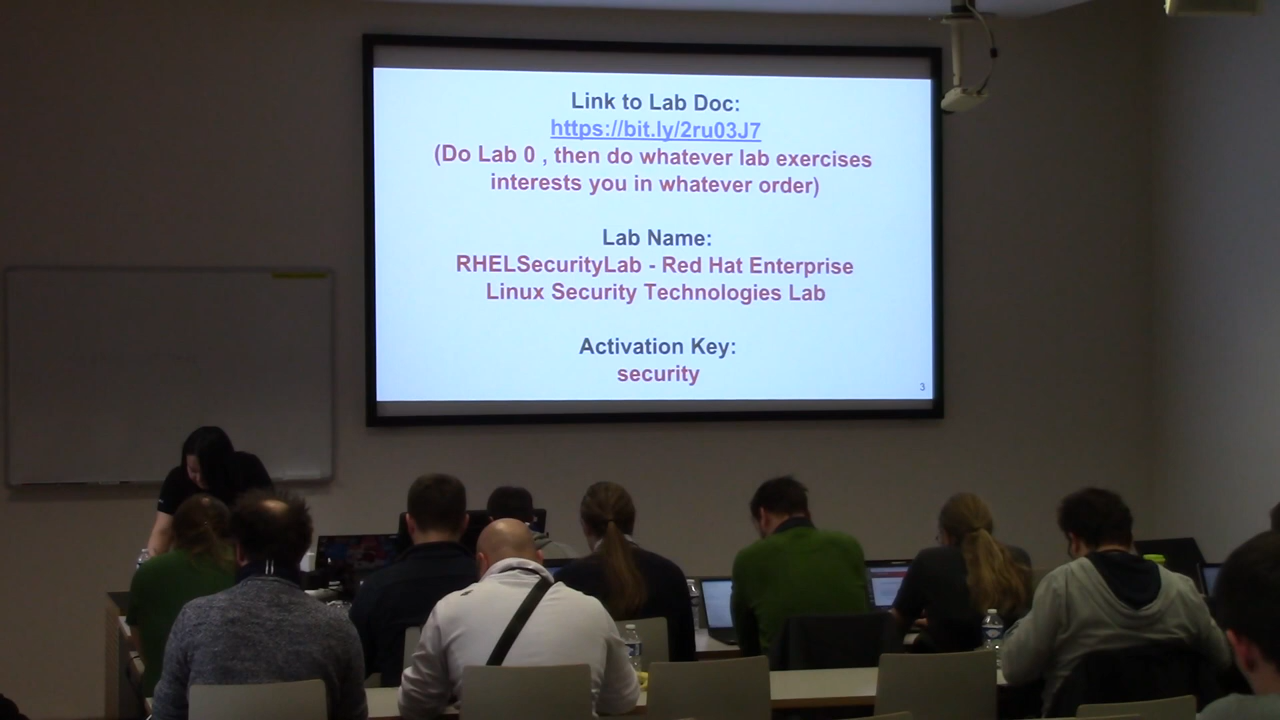 Link to Lab Doc:
https://bit.ly/2ru03J7
(Do Lab 0 , then do whatever lab exercises
interests you in whatever order)
Lab Name:
RHELSecurityLab - Red Hat Enterprise
Linux Security Technologies Lab
Activation Key:
security
3